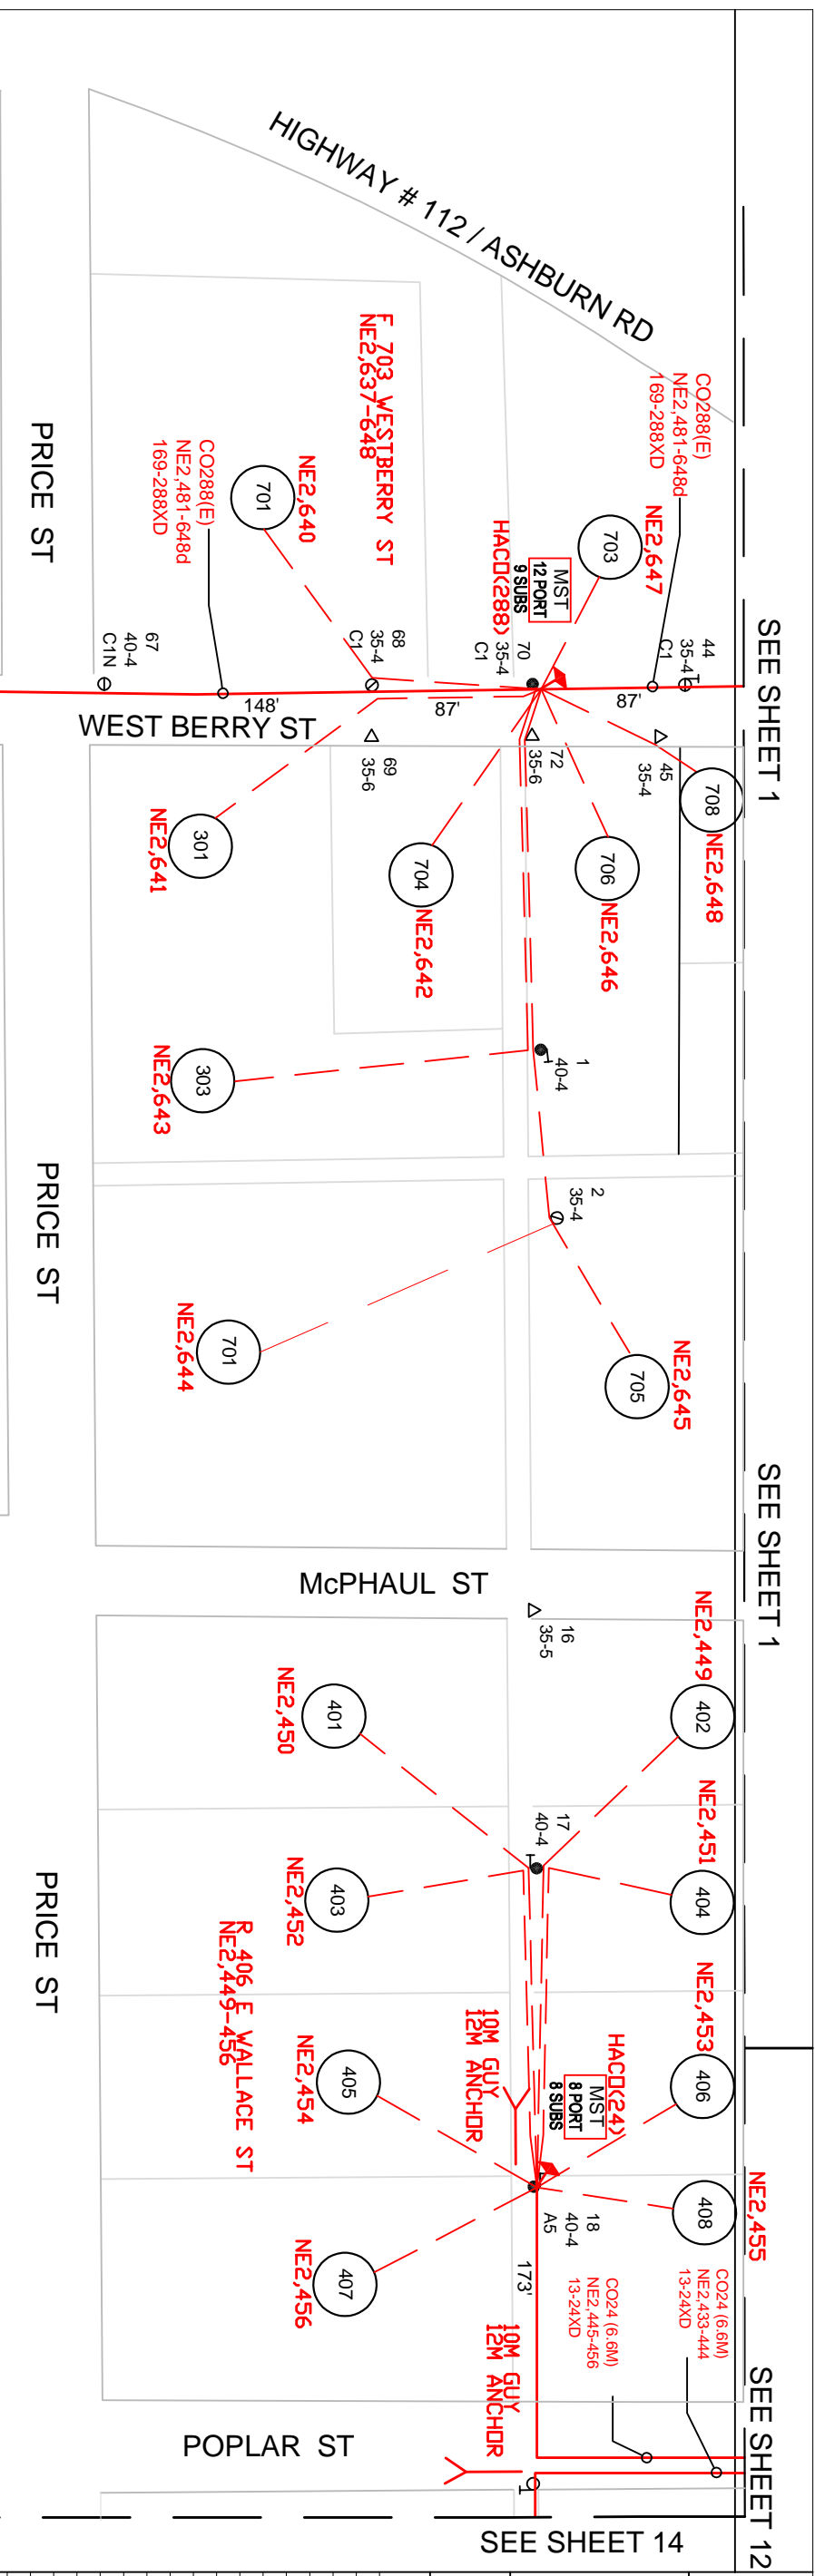 HIGHWAY # 112 / ASHBURN RD
SEE SHEET 1
CO288(E)
NE2,481-648d
169-288XD
44
35-4
C1
703
NE2,647
MST
12 PORT
9 SUBS
HACO(288)
70
35-4
C1
F 703 WESTBERRY ST
NE2,637-648
NE2,640
701
68
35-4
C1
CO288(E)
NE2,481-648d
169-288XD
67
40-4
C1N
PRICE ST
87'
87'
148'
WEST BERRY ST
45
35-4
72
35-6
69
35-6
708
NE2,648
706
NE2,646
704
NE2,642
301
NE2,641
303
NE2,643
1
40-4
2
35-4
PRICE ST
701
NE2,644
705
NE2,645
SEE SHEET 1
McPHAUL ST
16
35-5
NE2,449
402
401
NE2,450
17
40-4
NE2,451
404
403
NE2,452
NE2,453
406
405
NE2,454
R 406 E WALLACE ST
NE2,449-456
PRICE ST
HACO(24)
MST
8 PORT
8 SUBS
10M GUY
12M ANCHOR
18
40-4
A5
NE2,455
408
407
NE2,456
173'
CO24 (6.6M)
NE2,433-444
13-24XD
CO24 (6.6M)
NE2,445-456
13-24XD
10M GUY
12M ANCHOR
POPLAR ST
SEE SHEET 12
SEE SHEET 14